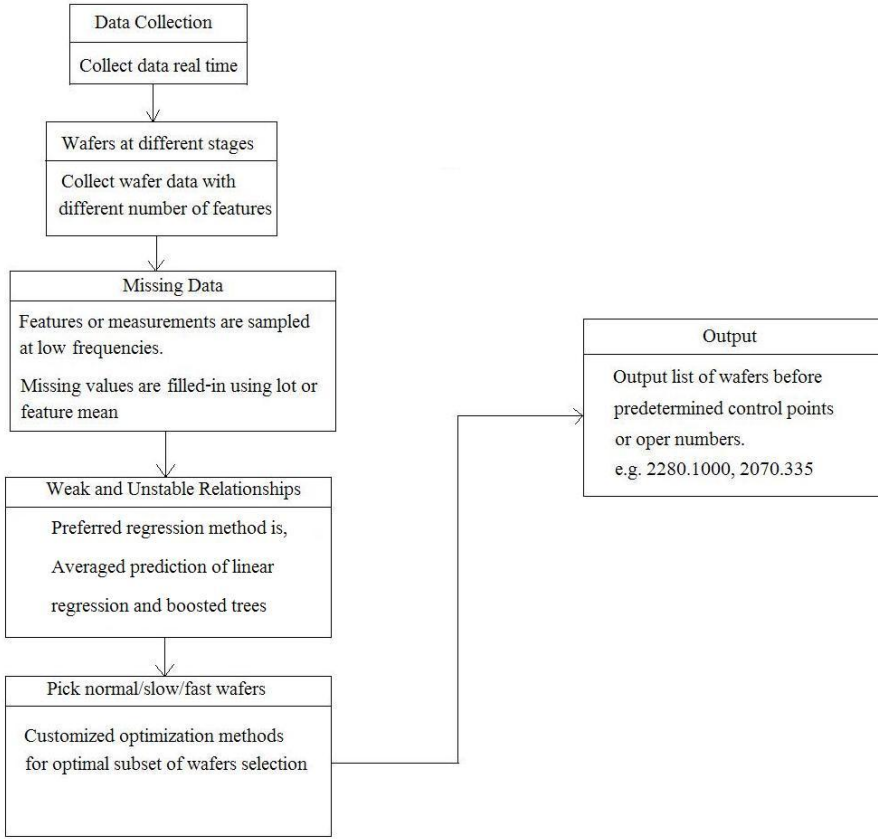 Data Collection
Collect data real time
Wafers at different stages
Collect wafer data with
different number of features
Missing Data
Features or measurements are sampled
at low frequencies.
Missing values are filled-in using lot or
feature mean
Weak and Unstable Relationships
Preferred regression method is,
Averaged prediction of linear
regression and boosted trees
Pick normal/slow/fast wafers
Customized optimization methods
for optimal subset of wafers selection
Output
Output list of wafers before
predetermined control points
or oper numbers.
e.g. 2280.1000, 2070.335